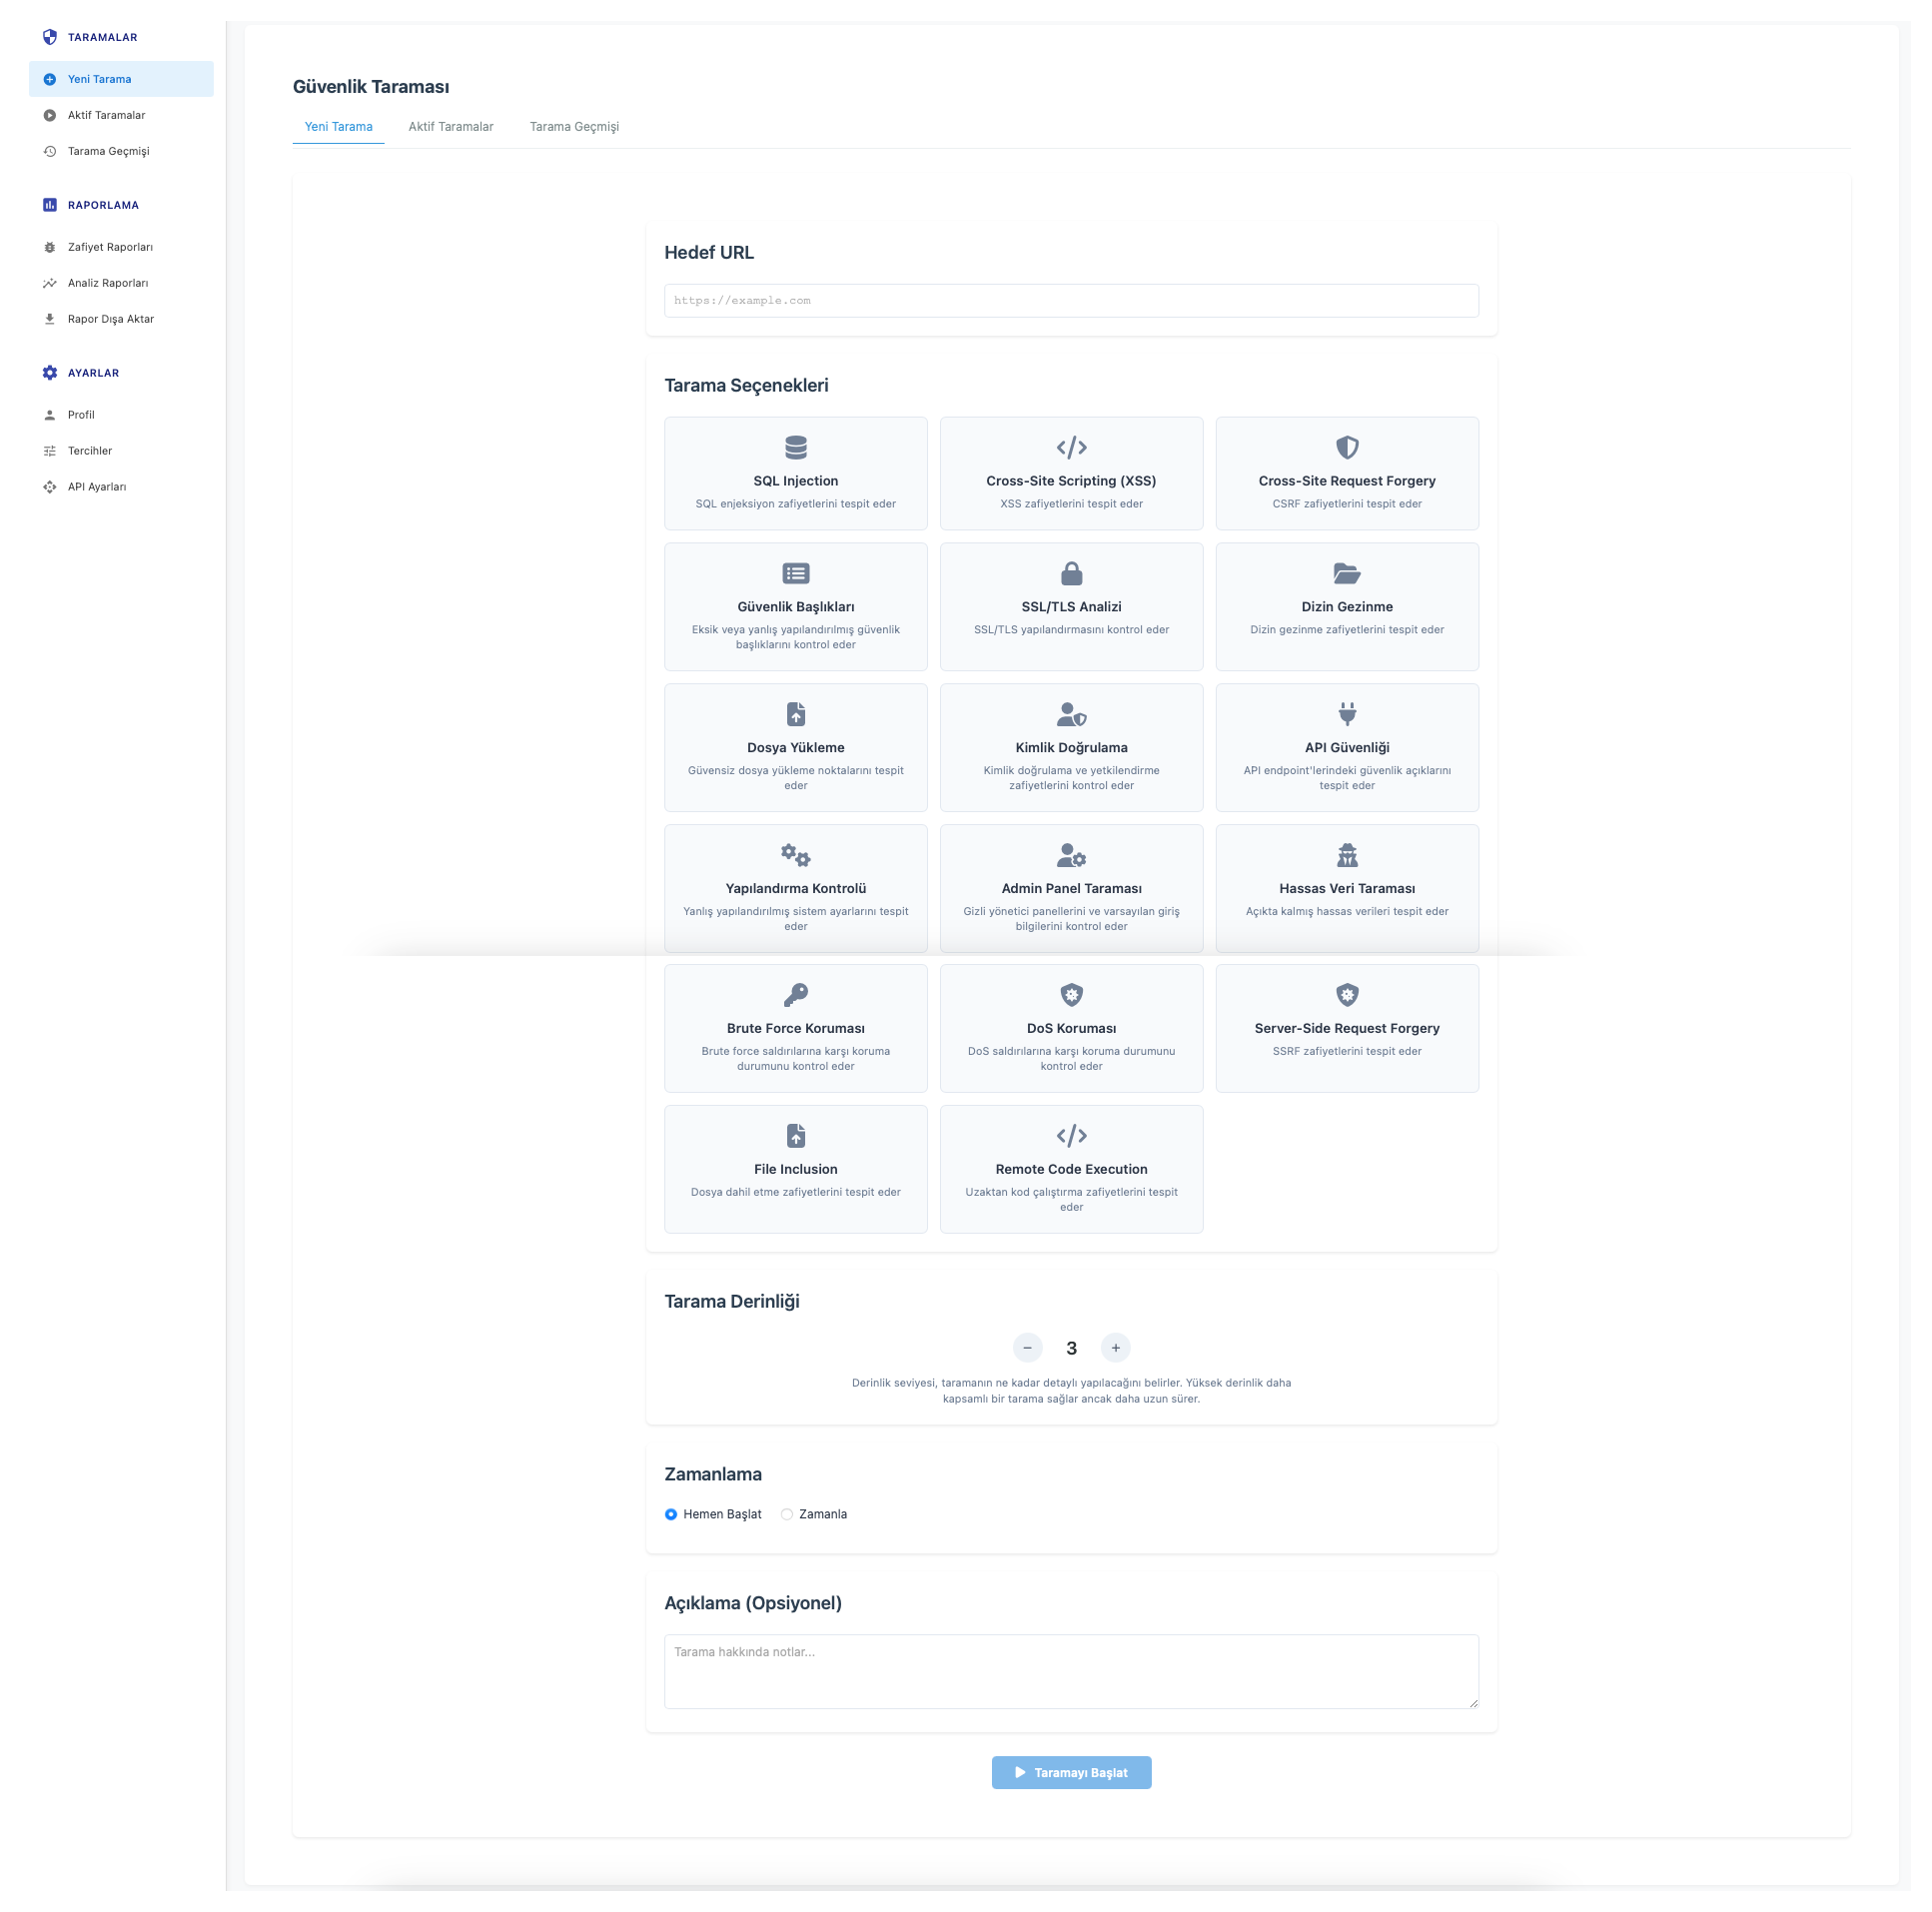 TARAMALAR
Yeni Tarama
Aktif Taramalar
Tarama Geçmişi
RAPORLAMA
Zafiyet Raporları
Analiz Raporları
Rapor Dışa Aktar
AYARLAR
Profil
Tercihler
API Ayarları
Güvenlik Taraması
Yeni Tarama
Aktif Taramalar
Tarama Geçmişi
Hedef URL
https://example.com
Tarama Seçenekleri
SQL Injection
SQL enjeksiyon zafiyetlerini tespit eder
Cross-Site Scripting (XSS)
XSS zafiyetlerini tespit eder
Cross-Site Request Forgery
CSRF zafiyetlerini tespit eder
Güvenlik Başlıkları
Eksik veya yanlış yapılandırılmış güvenlik
başlıklarını kontrol eder
SSL/TLS Analizi
SSL/TLS yapılandırmasını kontrol eder
Dizin Gezinme
Dizin gezinme zafiyetlerini tespit eder
Dosya Yükleme
Güvensiz dosya yükleme noktalarını tespit
eder
Kimlik Doğrulama
Kimlik doğrulama ve yetkilendirme
zafiyetlerini kontrol eder
API Güvenliği
API endpoint'lerindeki güvenlik açıklarını
tespit eder
Yapılandırma Kontrolü
Yanlış yapılandırılmış sistem ayarlarını tespit
eder
Admin Panel Taraması
Gizli yönetici panellerini ve varsayılan giriş
bilgilerini kontrol eder
Hassas Veri Taraması
Açıkta kalmış hassas verileri tespit eder
Brute Force Koruması
Brute force saldırılarına karşı koruma
durumunu kontrol eder
DoS Koruması
DoS saldırılarına karşı koruma durumunu
kontrol eder
Server-Side Request Forgery
SSRF zafiyetlerini tespit eder
File Inclusion
Dosya dahil etme zafiyetlerini tespit eder
Remote Code Execution
Uzaktan kod çalıştırma zafiyetlerini tespit
eder
Tarama Derinliği
− 3 +
Derinlik seviyesi, taramanın ne kadar detaylı yapılacağını belirler. Yüksek derinlik daha
kapsamlı bir tarama sağlar ancak daha uzun sürer.
Zamanlama
Hemen Başlat
Zamanla
Açıklama (Opsiyonel)
Tarama hakkında notlar...
Taramayı Başlat